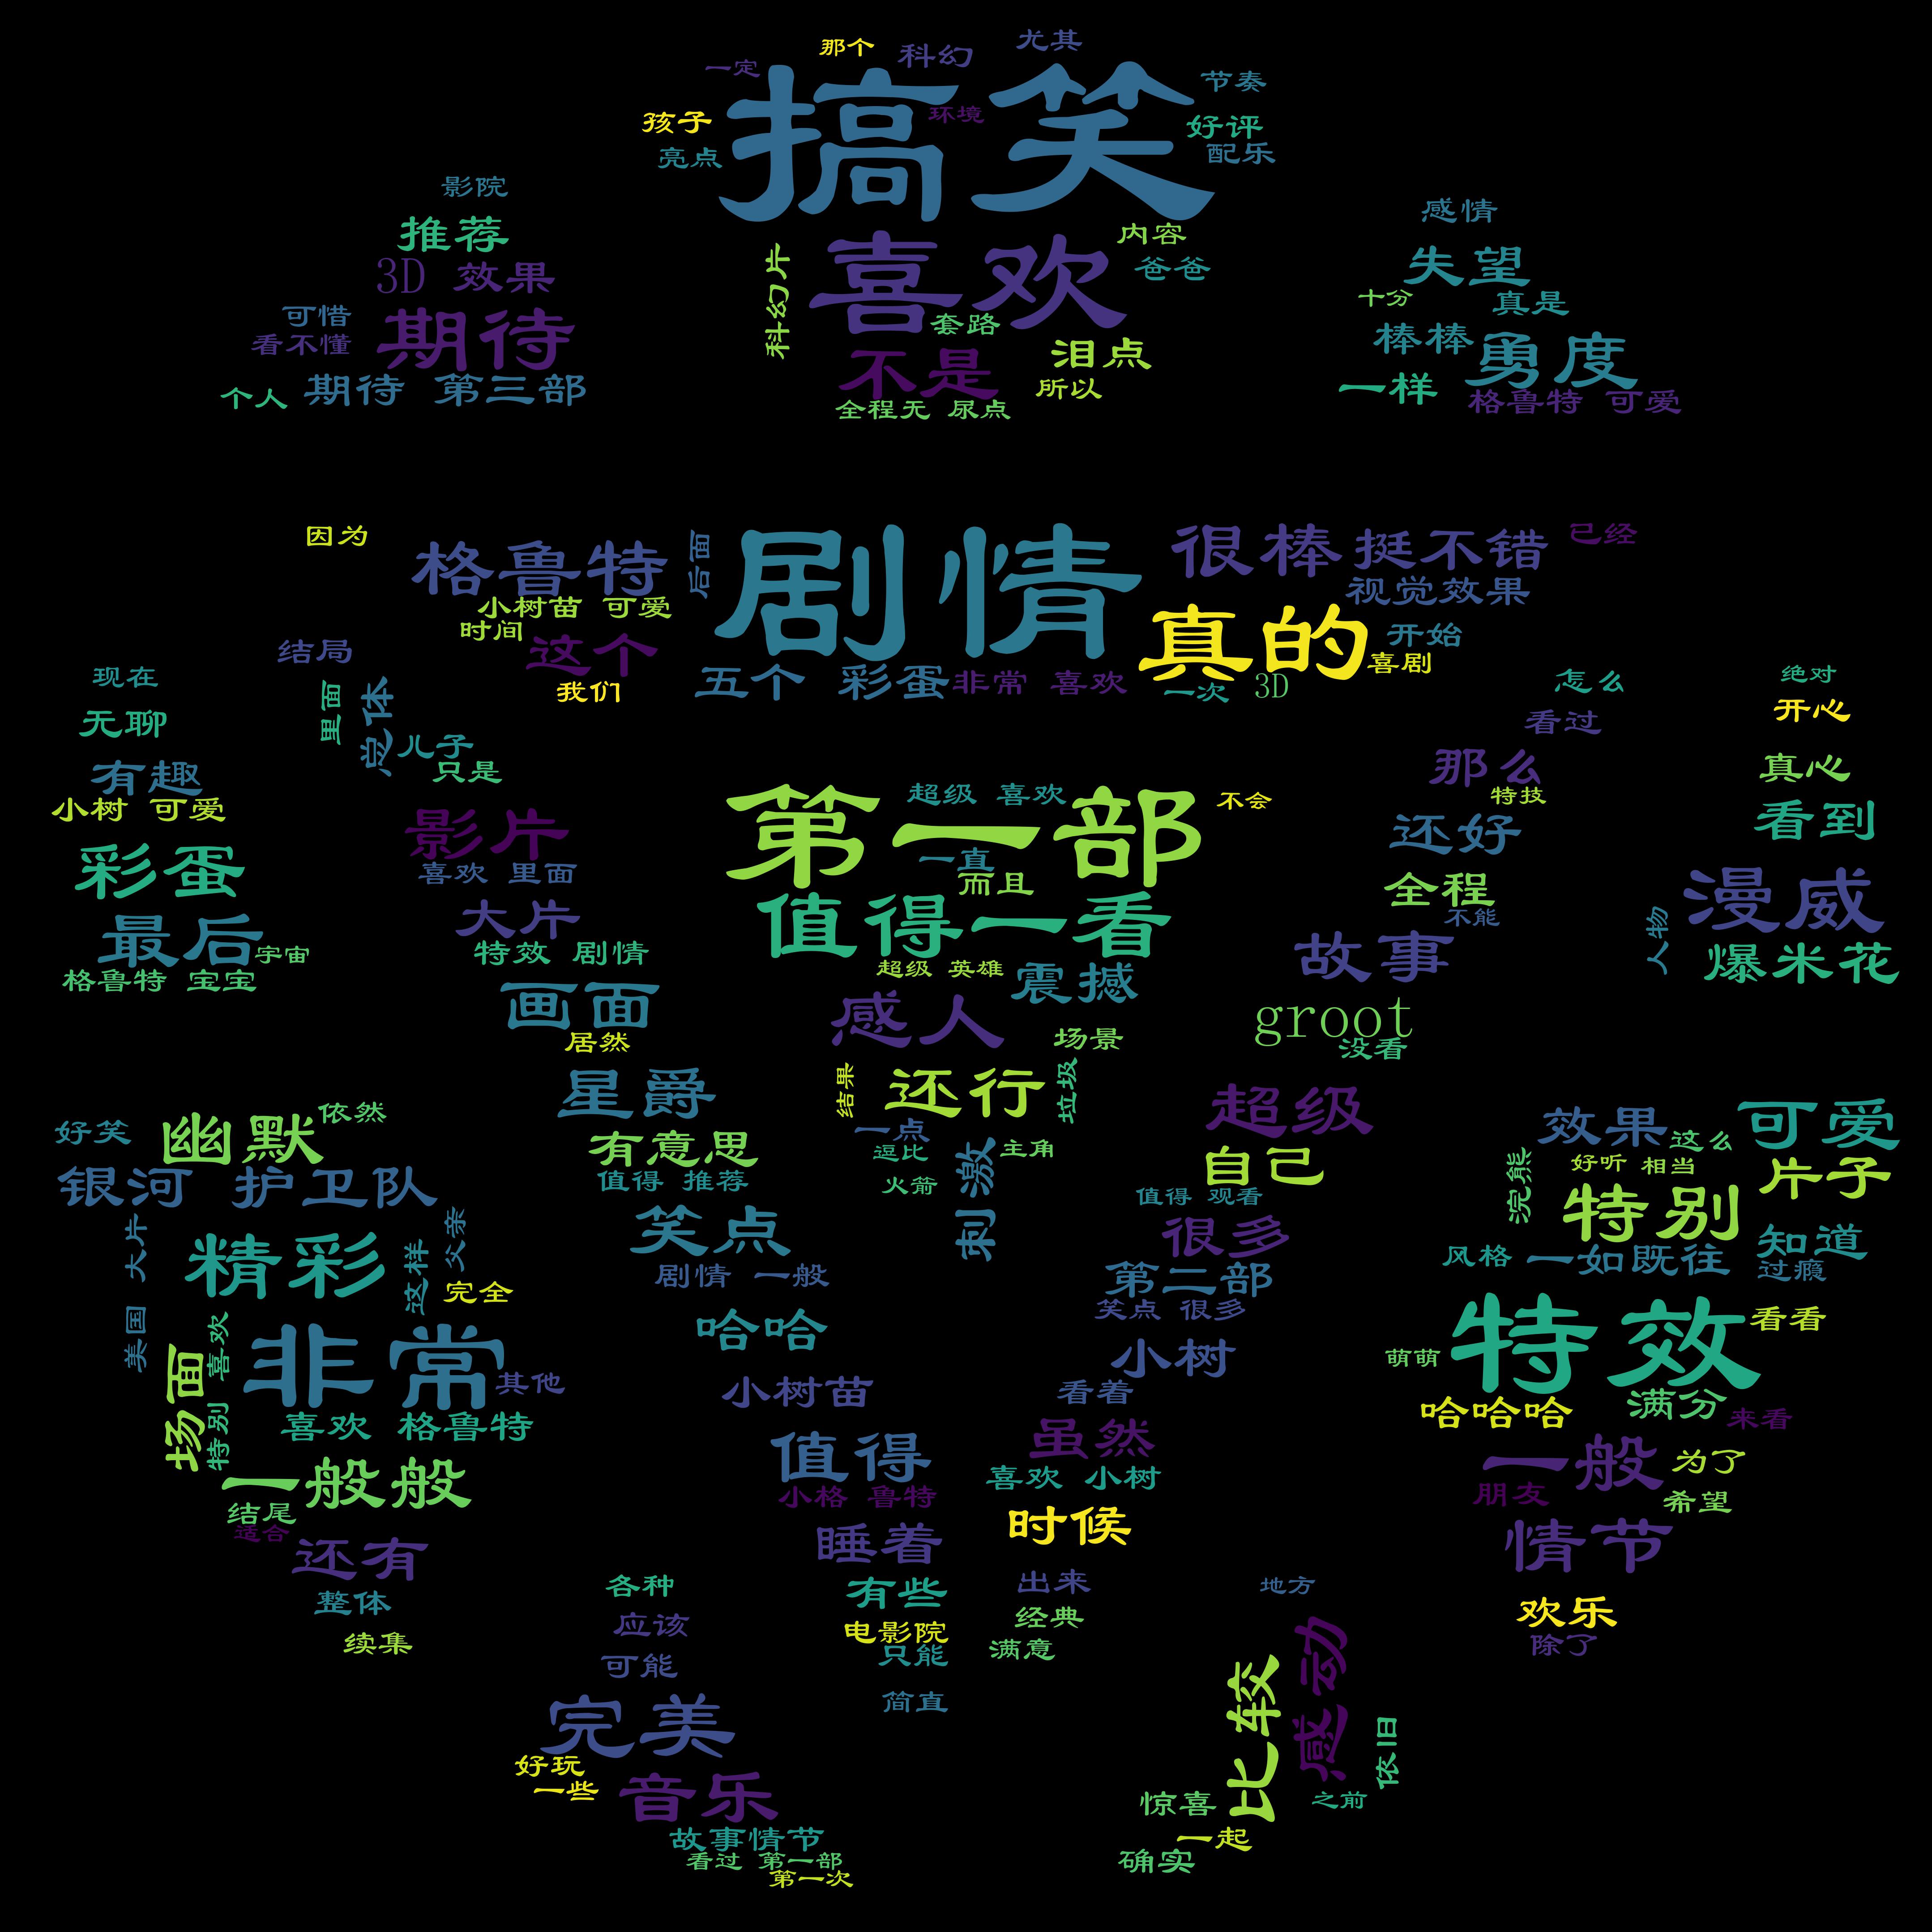 那个
科幻
尤其
一定
搞笑
节奏
孩子
环境
好评
亮点
配乐
影院
感情
推荐
喜欢
内容
失望
3D 效果
科幻片
爸爸
十分
真是
可惜
期待
套路
棒棒
勇度
看不懂
不是
泪点
一样
格鲁特 可爱
个人
期待 第三部
全程无 尿点
所以
因为
格鲁特
后面
剧情
很棒
挺不错
已经
小树苗 可爱
视觉效果
时间
真的
开始
结局
这个
喜剧
现在
我们
五个 彩蛋
非常 喜欢
一次
3D
怎么
绝对
里面
总体
无聊
儿子
看过
开心
有趣
只是
那么
真心
小树 可爱
第一部
超级 喜欢
不会
特技
看到
影片
还好
彩蛋
喜欢 里面
一直
而且
全程
漫威
最后
大片
值得一看
不能
人物
宇宙
特效 剧情
故事
爆米花
格鲁特 宝宝
超级 英雄
震撼
画面
感人
groot
居然
场景
没看
星爵
结果
还行
垃圾
超级
好笑
幽默
依然
一点
效果
这么
可爱
有意思
逗比
刺激
主角
自己
浣熊
好听
相当
片子
银河 护卫队
值得 推荐
火箭
值得 观看
特别
美国 大片
精彩
父亲
笑点
很多
风格
一如既往
知道
这样
完全
剧情 一般
第二部
过瘾
场面
特别 喜欢
非常
哈哈
笑点 很多
特效
看看
其他
小树苗
小树
萌萌
喜欢 格鲁特
看着
哈哈哈
满分
来看
一般般
值得
虽然
一般
为了
结尾
小格 鲁特
喜欢 小树
朋友
希望
适合
还有
睡着
时候
情节
整体
各种
有些
出来
地方
欢乐
续集
应该
电影院
经典
除了
可能
只能
满意
感动
完美
简直
比较
依旧
好玩
一些
音乐
惊喜
之前
故事情节
一起
看过 第一部
确实
第一次